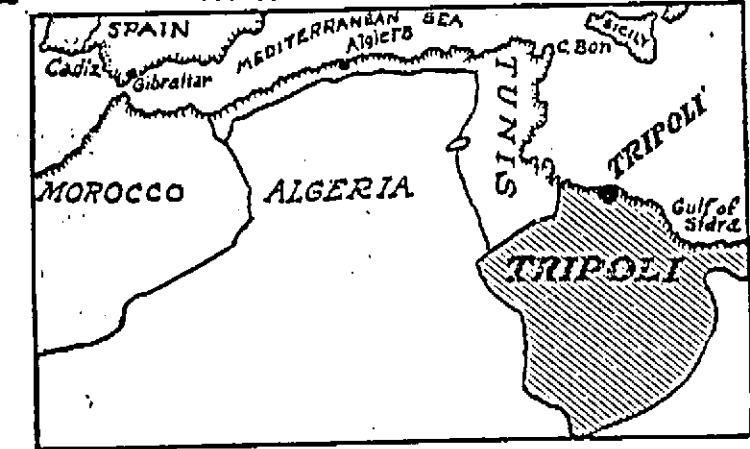 SPAIN
MEDITERRANEAN SEA
SICILY
Cadiz
Gibraltar
Algiers
C. Bon
TUNIS
TRIPOLI
MOROCCO
ALGERIA
Gulf of
Sidra
TRIPOLI